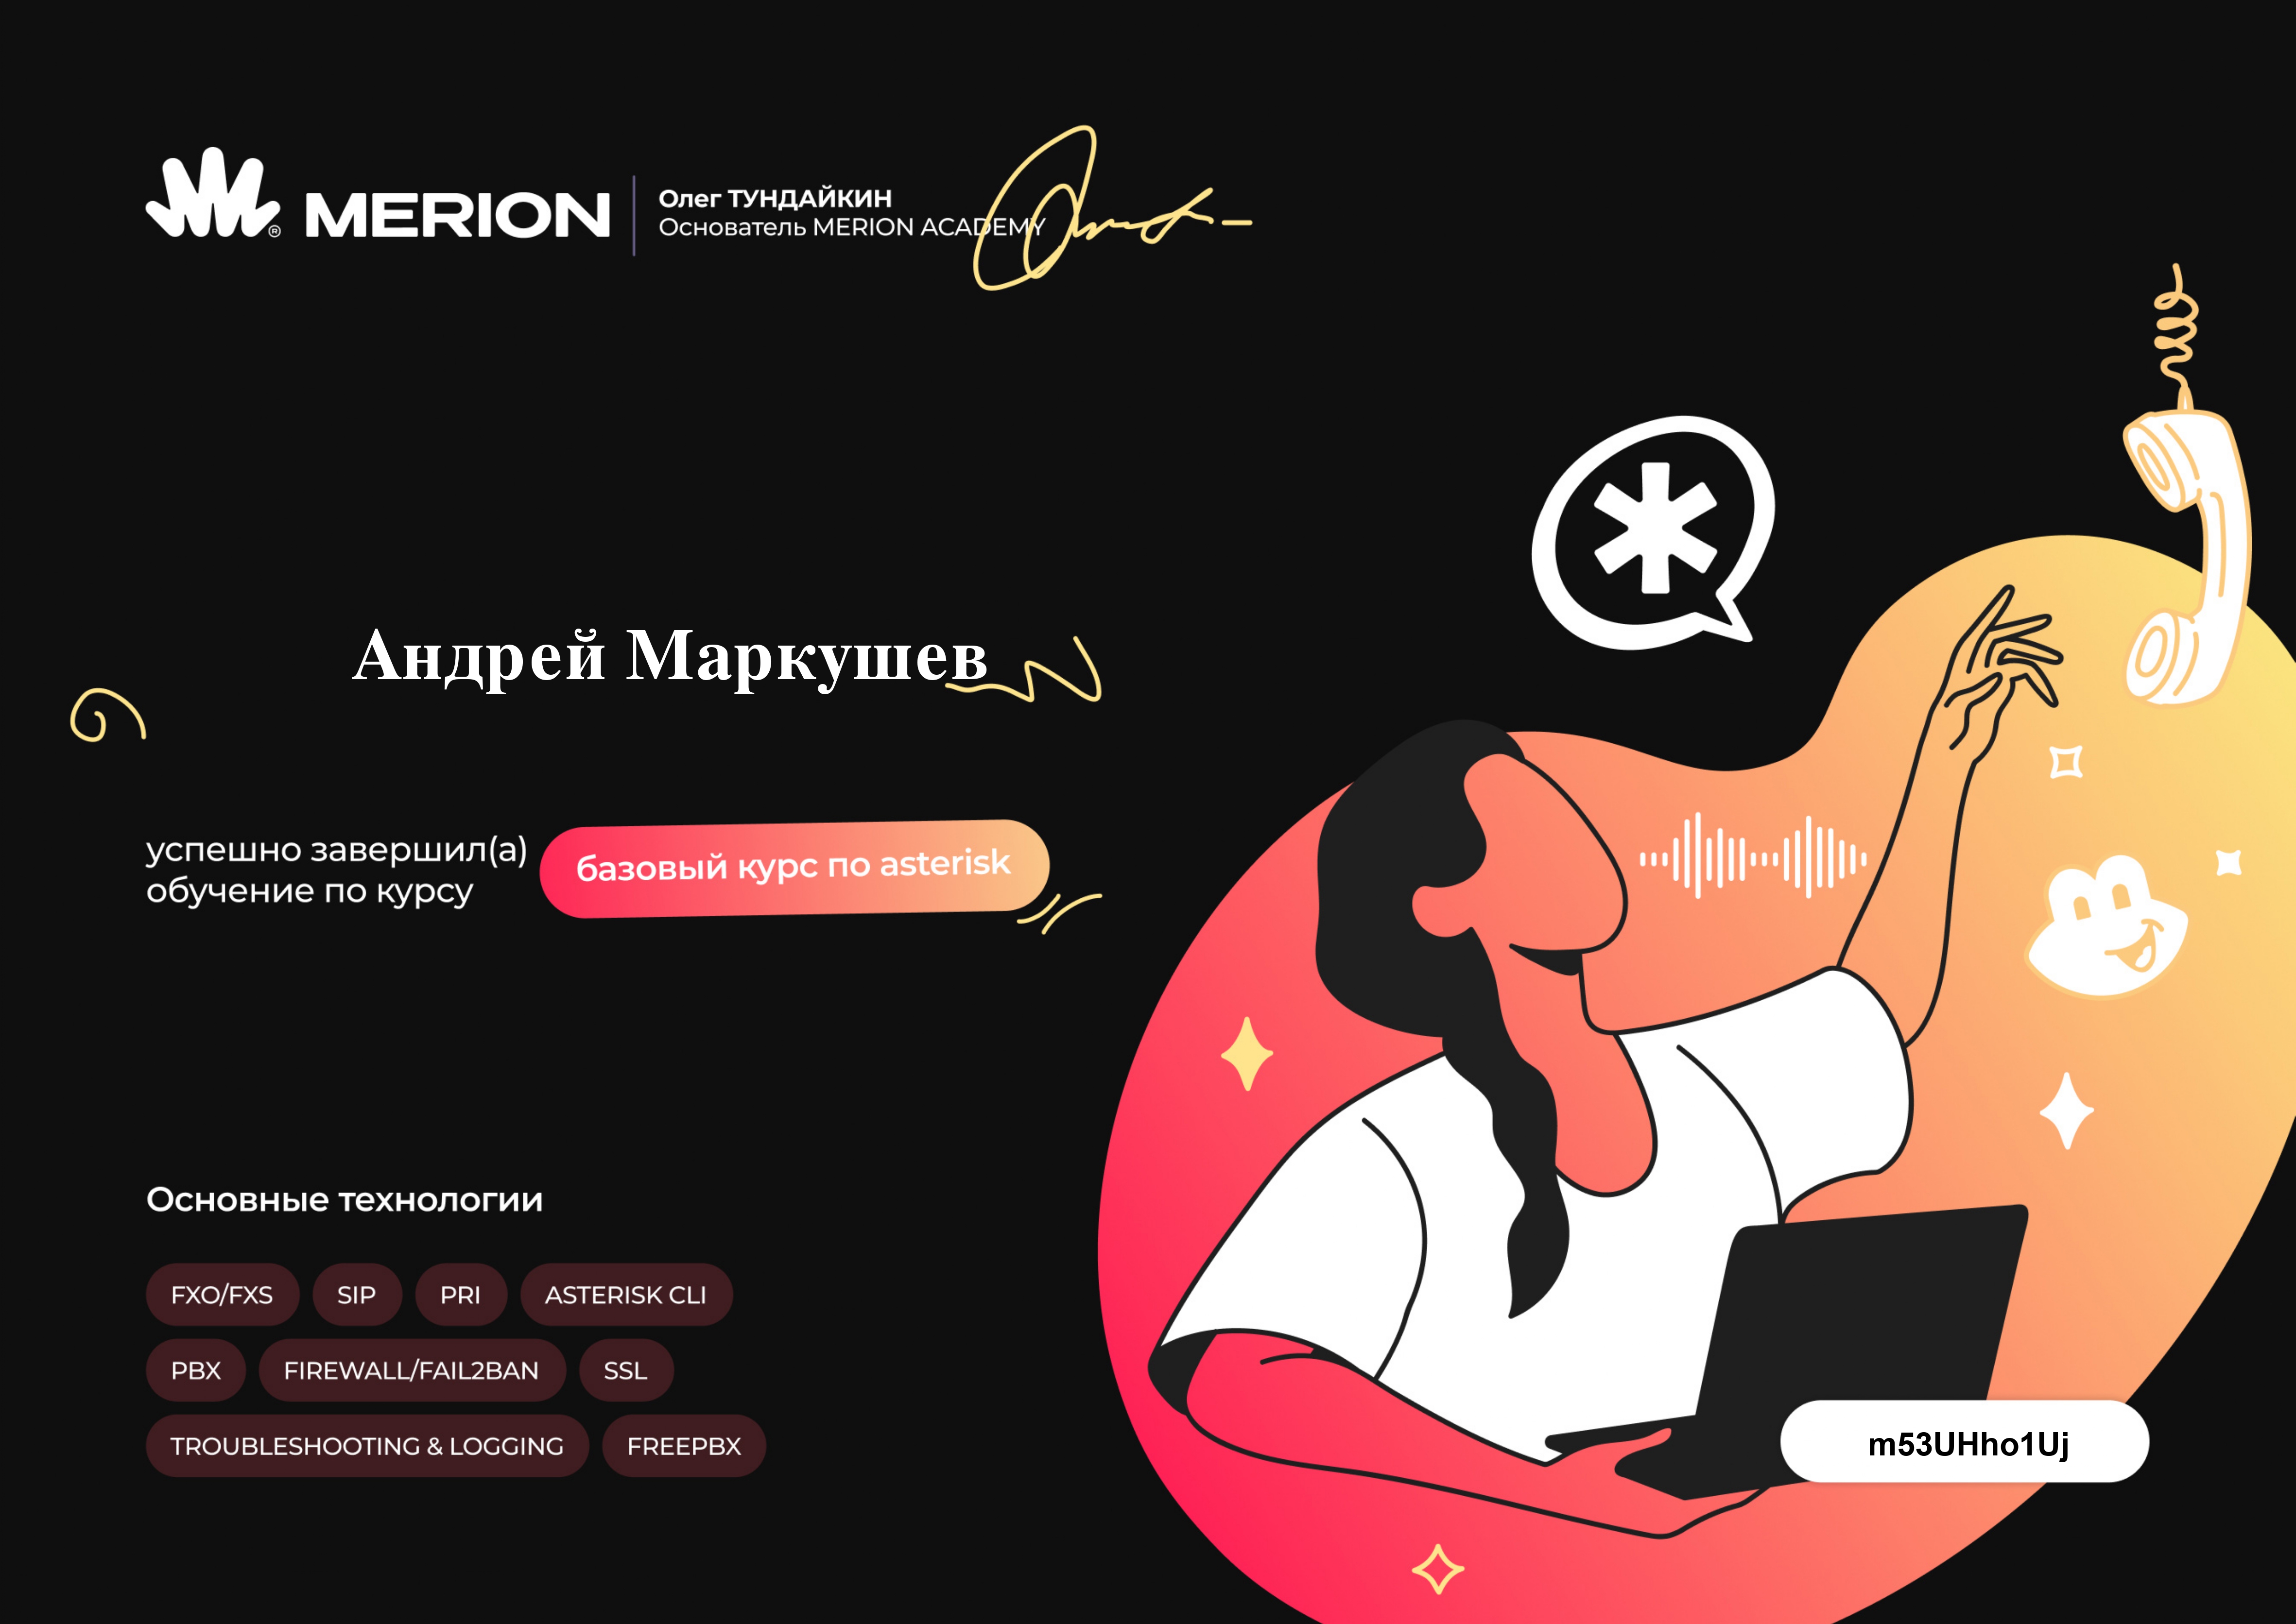 MERION
Олег ТУНДАЙКИН
Основатель MERION ACADEMY
Андрей Маркушев
успешно завершил(а)
обучение по курсу
базовый курс по asterisk
Основные технологии
FXO/FXS SIP PRI ASTERISK CLI
PBX FIREWALL/FAIL2BAN SSL
TROUBLESHOOTING & LOGGING FREEPBX
m53UHho1Uj